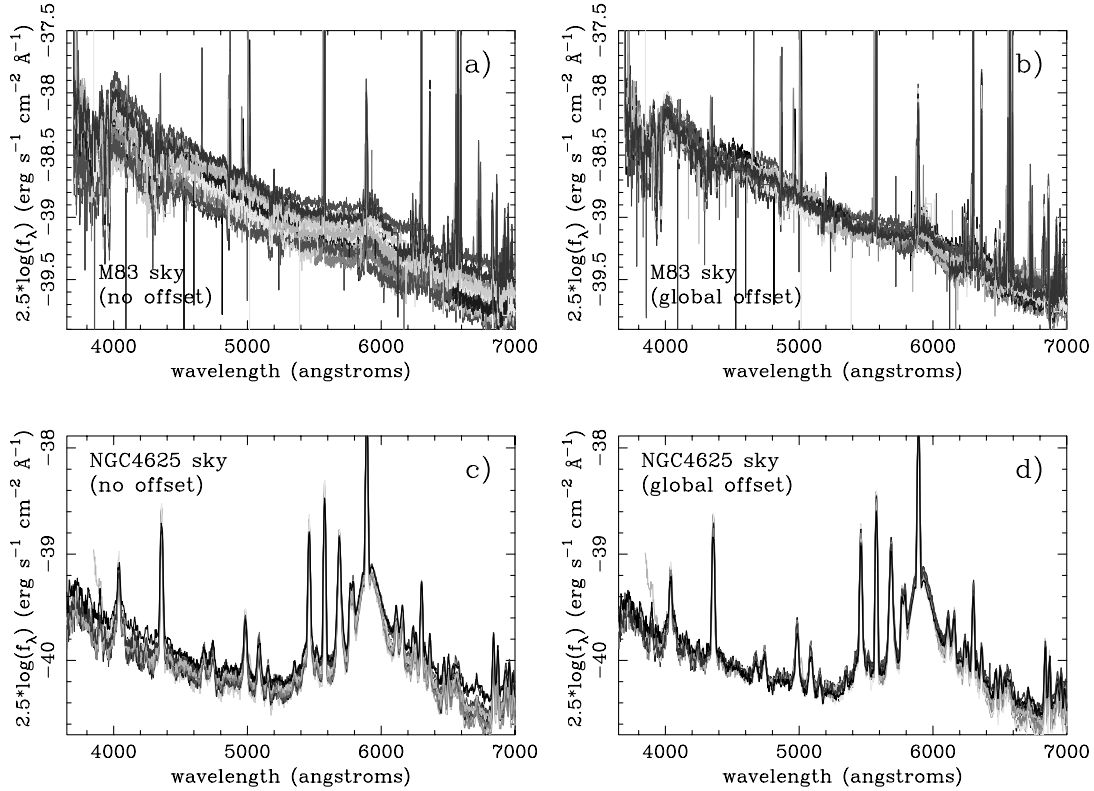 2.5*log(fλ) (erg s−1 cm−2 Å−1)
−37.5
−38
−38.5
−39
−39.5
a)
M83 sky
(no offset)
4000 5000 6000 7000
wavelength (angstroms)
2.5*log(fλ) (erg s−1 cm−2 Å−1)
−37.5
−38
−38.5
−39
−39.5
b)
M83 sky
(global offset)
4000 5000 6000 7000
wavelength (angstroms)
2.5*log(fλ) (erg s−1 cm−2 Å−1)
−38
−39
−40
NGC4625 sky
(no offset)
c)
4000 5000 6000 7000
wavelength (angstroms)
2.5*log(fλ) (erg s−1 cm−2 Å−1)
−38
−39
−40
NGC4625 sky
(global offset)
d)
4000 5000 6000 7000
wavelength (angstroms)